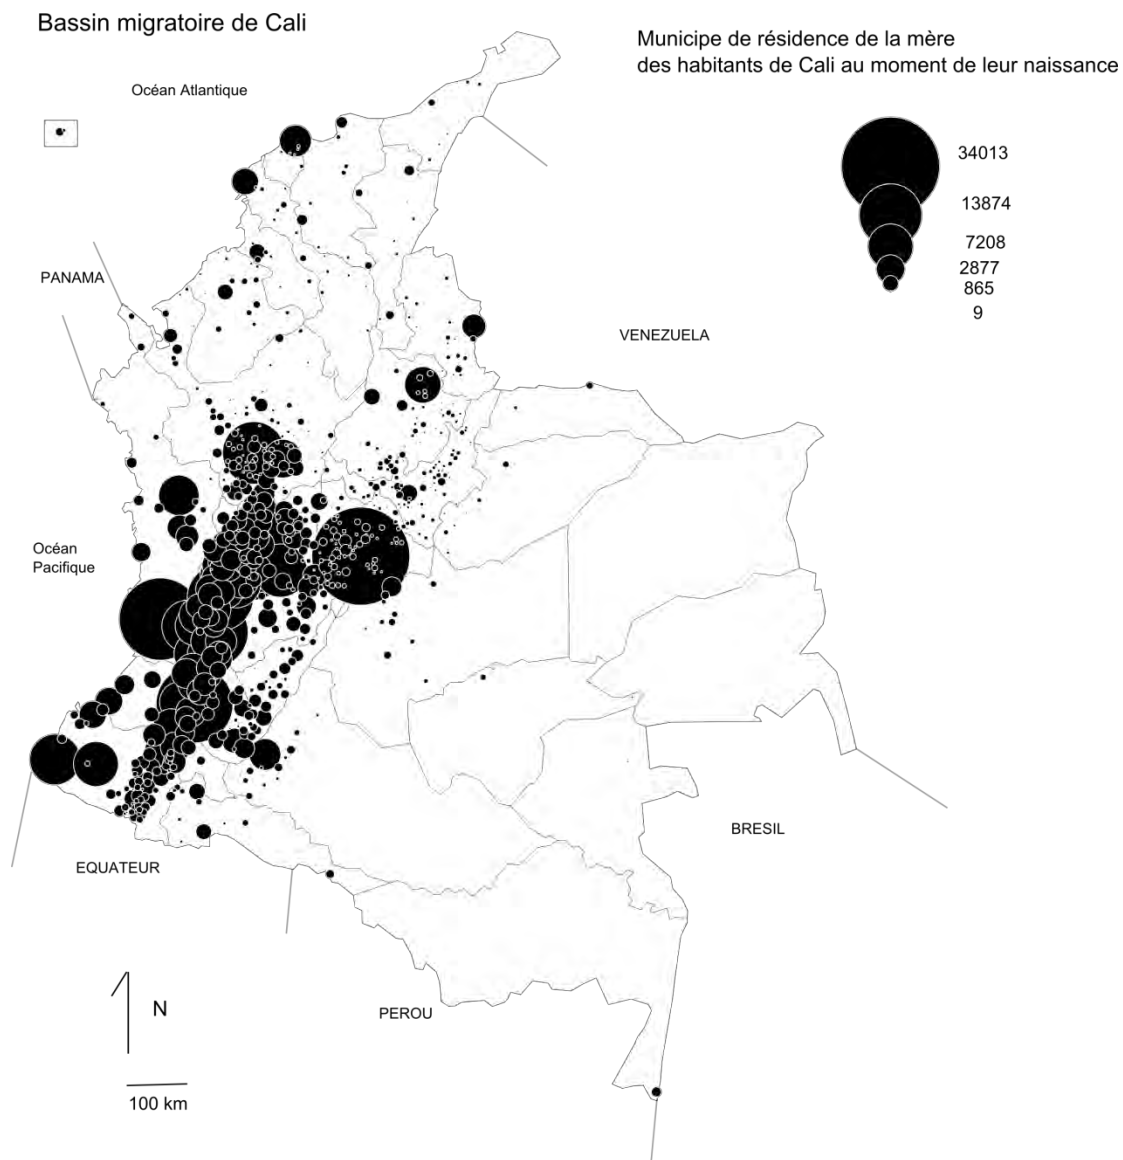 Bassin migratoire de Cali
Municipe de résidence de la mère
des habitants de Cali au moment de leur naissance
Océan Atlantique
34013
13874
7208
2877
865
9
PANAMA
VENEZUELA
Océan
Pacifique
BRESIL
EQUATEUR
N
PEROU
100 km